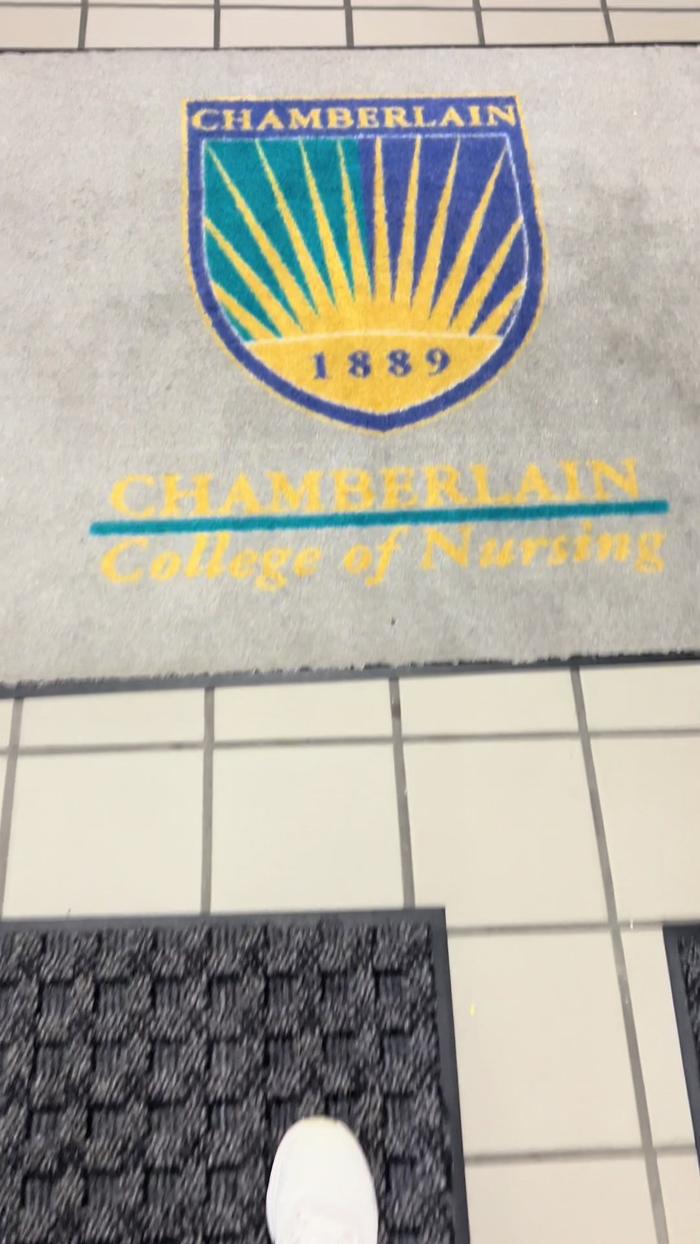 CHAMBERLAIN
1889
CHAMBERLAIN
College of Nursing